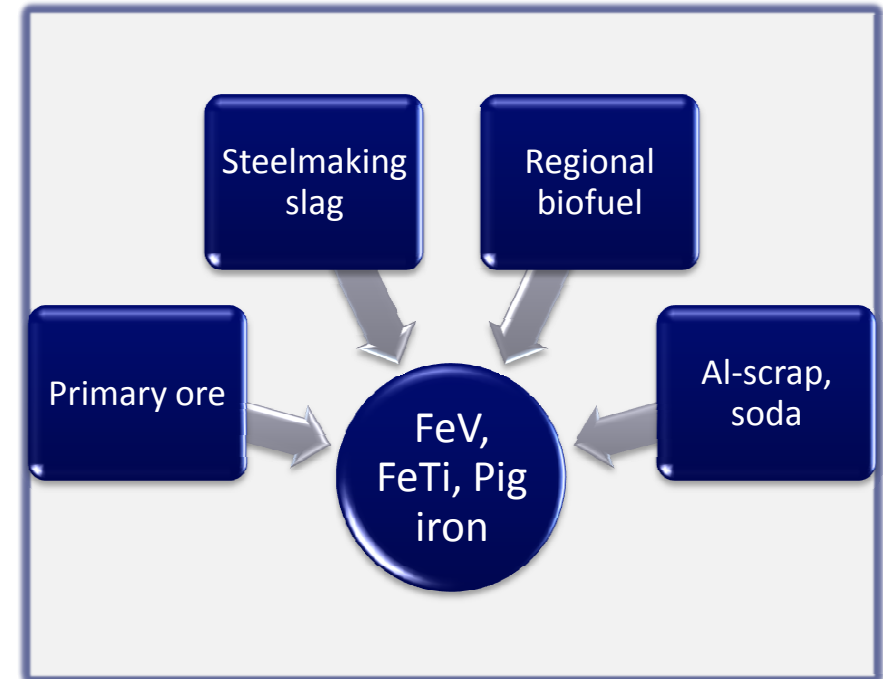 Steelmaking
slag
Regional
biofuel
Primary ore
Al-scrap,
soda
FeV,
FeTi, Pig
iron